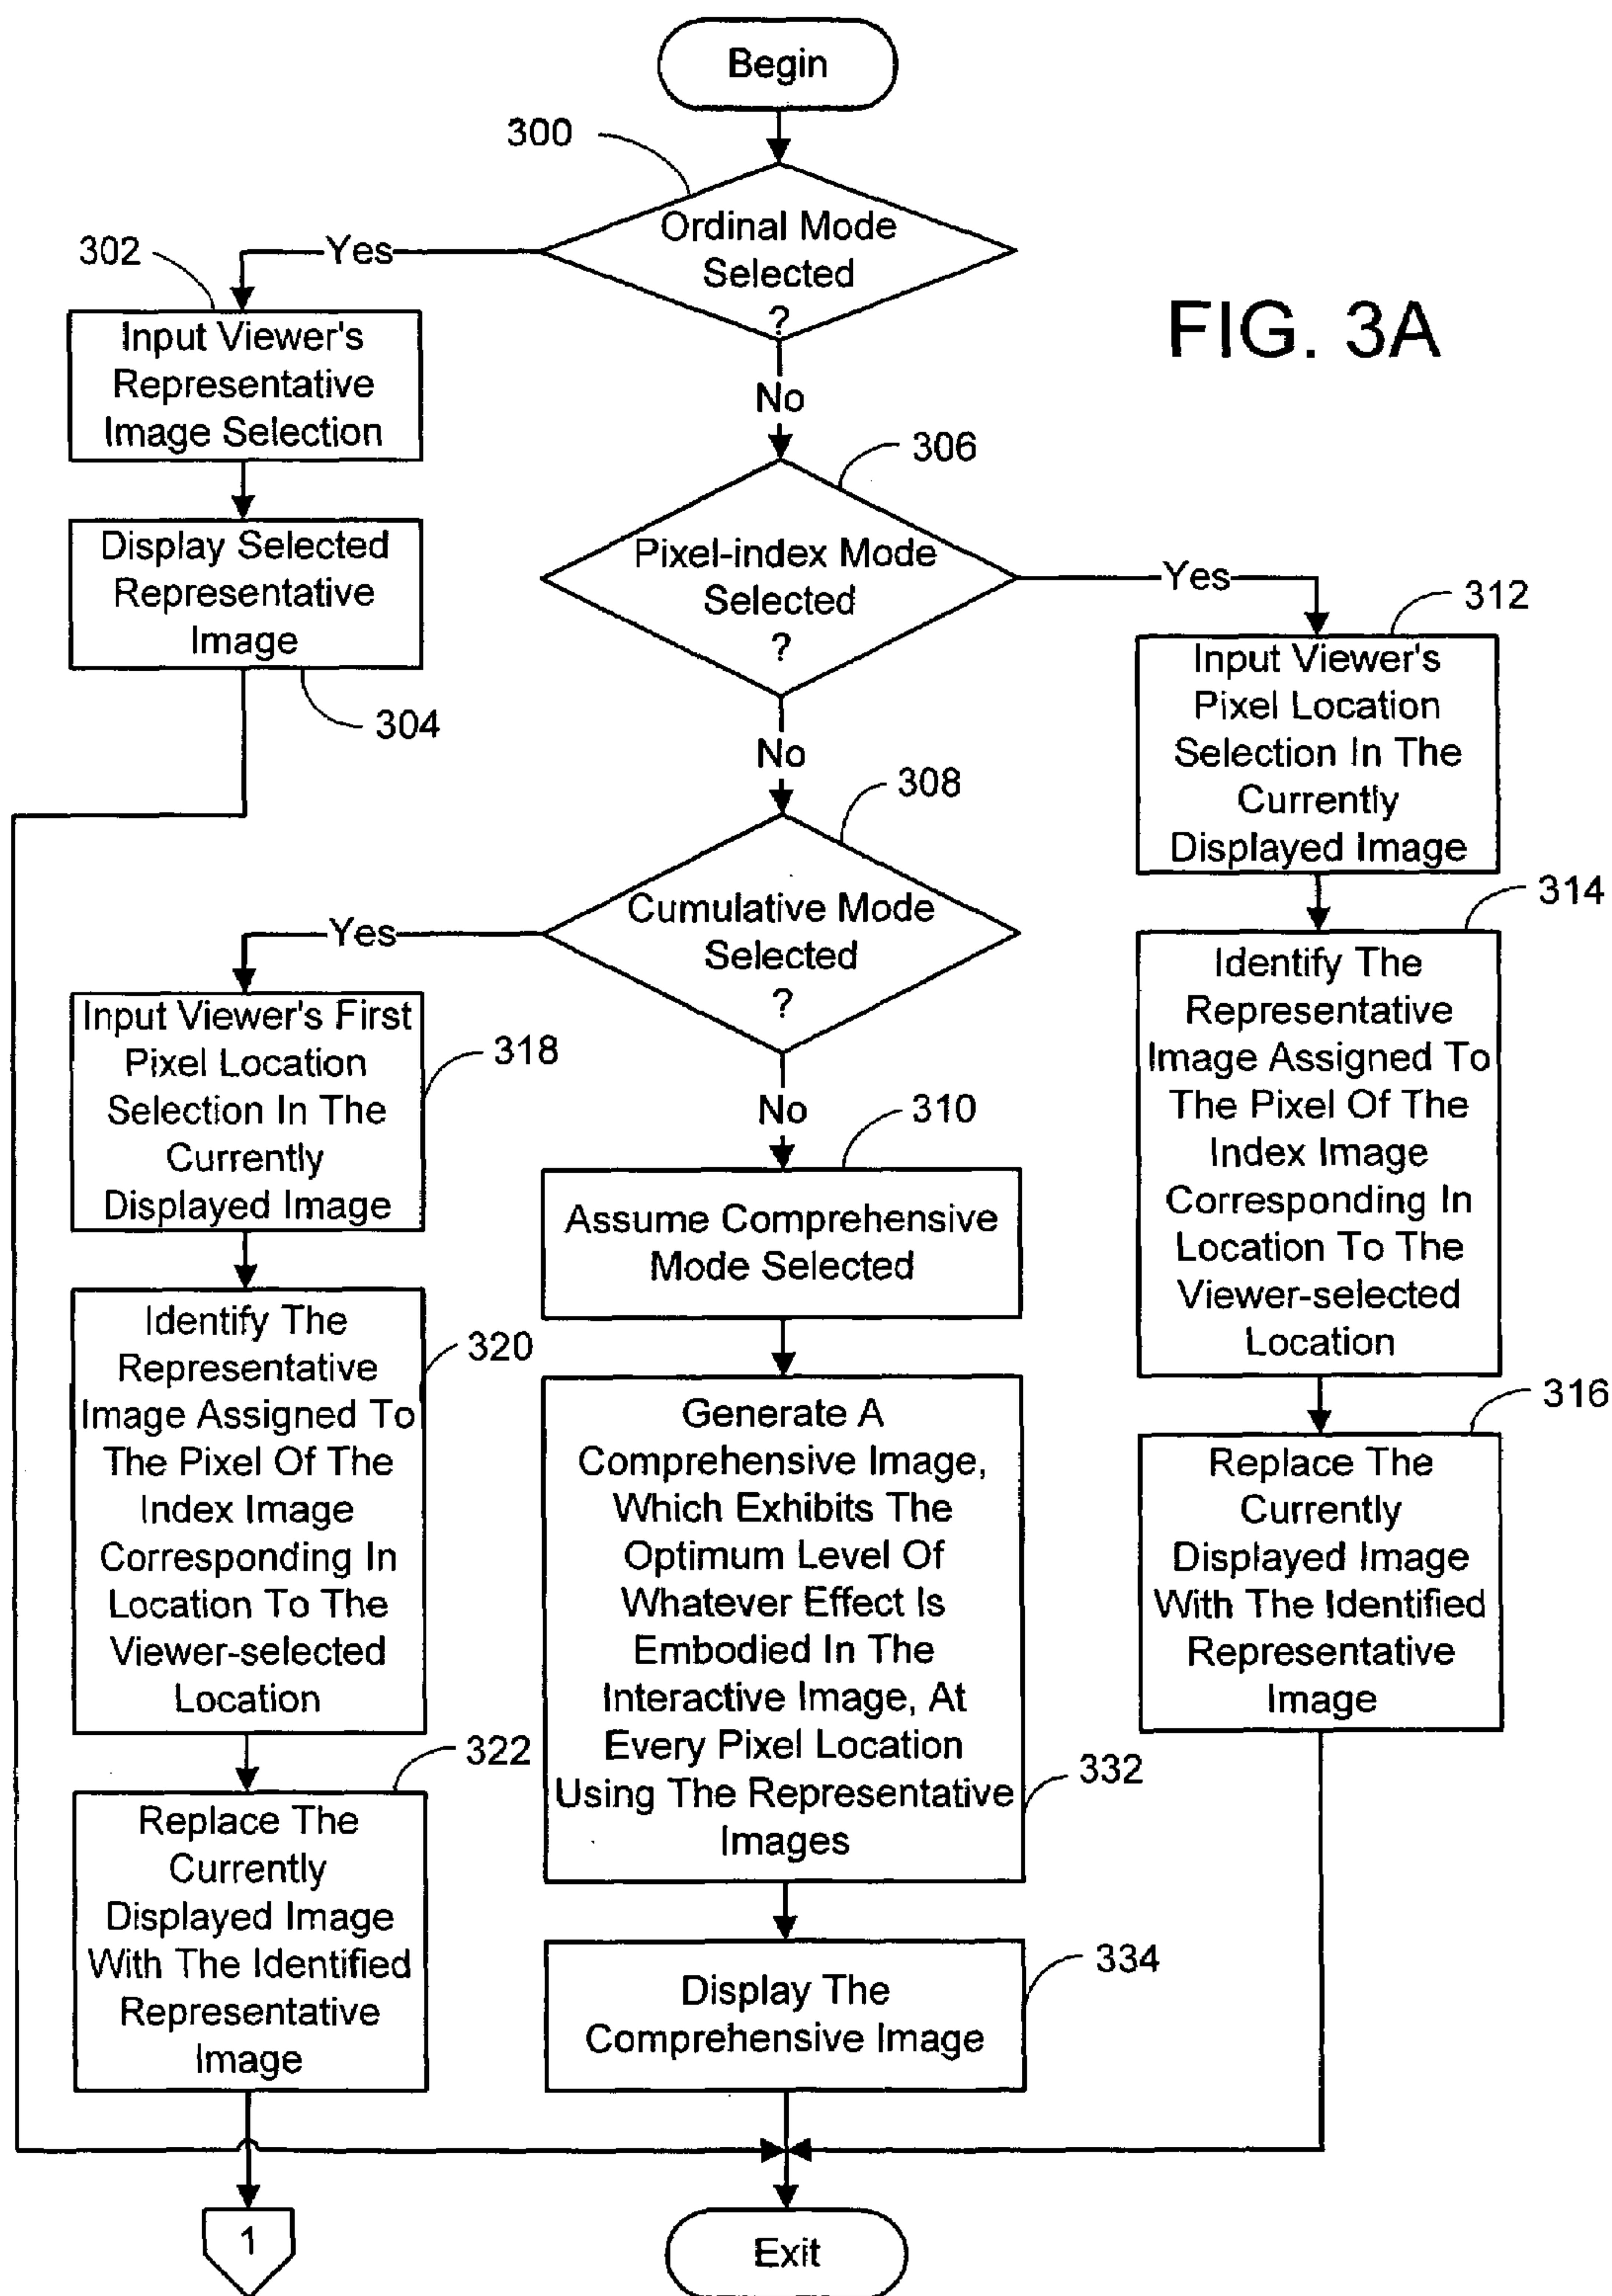 Begin
300
Ordinal Mode
Selected
?
Yes
302
FIG. 3A
Input Viewer's
Representative
Image Selection
No
306
Display Selected
Representative
Image
304
Pixel-index Mode
Selected
?
Yes
312
Input Viewer's
Pixel Location
Selection In The
Currently
Displayed Image
No
308
Cumulative Mode
Selected
?
Yes
314
Identify The
Representative
Image Assigned To
The Pixel Of The
Index Image
Corresponding In
Location To The
Viewer-selected
Location
Input Viewer's First
Pixel Location
Selection In The
Currently
Displayed Image
318
No
310
Assume Comprehensive
Mode Selected
Identify The
Representative
Image Assigned To
The Pixel Of The
Index Image
Corresponding In
Location To The
Viewer-selected
Location
320
Generate A
Comprehensive Image,
Which Exhibits The
Optimum Level Of
Whatever Effect Is
Embodied In The
Interactive Image, At
Every Pixel Location
Using The Representative
Images
332
316
Replace The
Currently
Displayed Image
With The Identified
Representative
Image
322
Replace The
Currently
Displayed Image
With The Identified
Representative
Image
Display The
Comprehensive Image
334
1
Exit